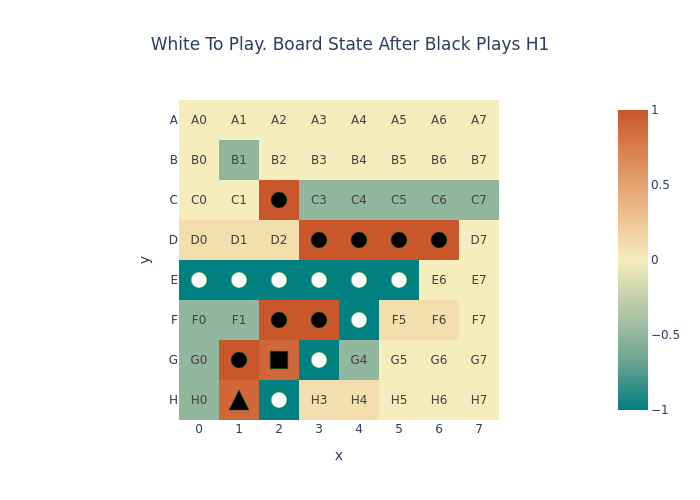 White To Play. Board State After Black Plays H1
A A0 A1 A2 A3 A4 A5 A6 A7
B B0 B1 B2 B3 B4 B5 B6 B7
C C0 C1 C3 C4 C5 C6 C7
D D0 D1 D2 D7
E E6 E7
F F0 F1 F5 F6 F7
G G0 G4 G5 G6 G7
H H0 H3 H4 H5 H6 H7
0 1 2 3 4 5 6 7
x
y
1
0.5
0
−0.5
−1